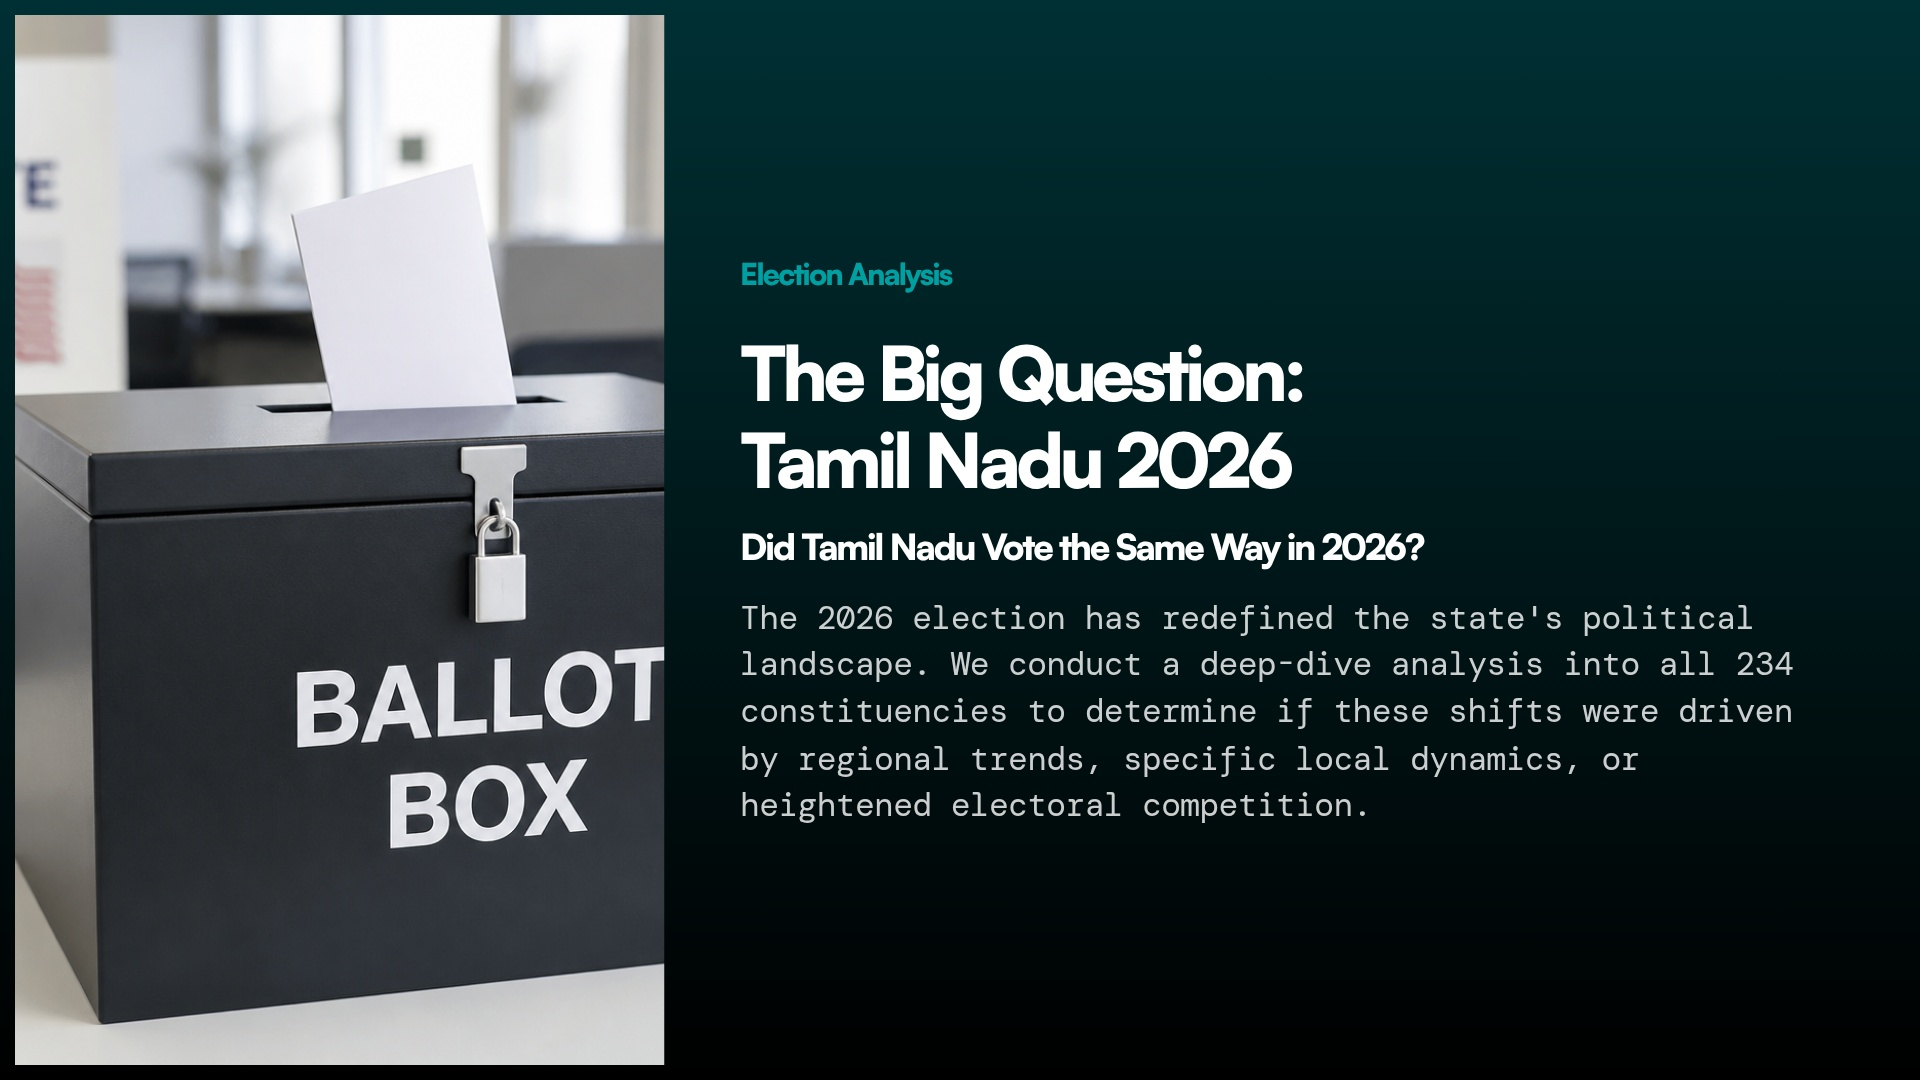 TE
BALLOT
BOX
Election Analysis
The Big Question:
Tamil Nadu 2026
Did Tamil Nadu Vote the Same Way in 2026?
The 2026 election has redefined the state's political
landscape. We conduct a deep-dive analysis into all 234
constituencies to determine if these shifts were driven
by regional trends, specific local dynamics, or
heightened electoral competition.